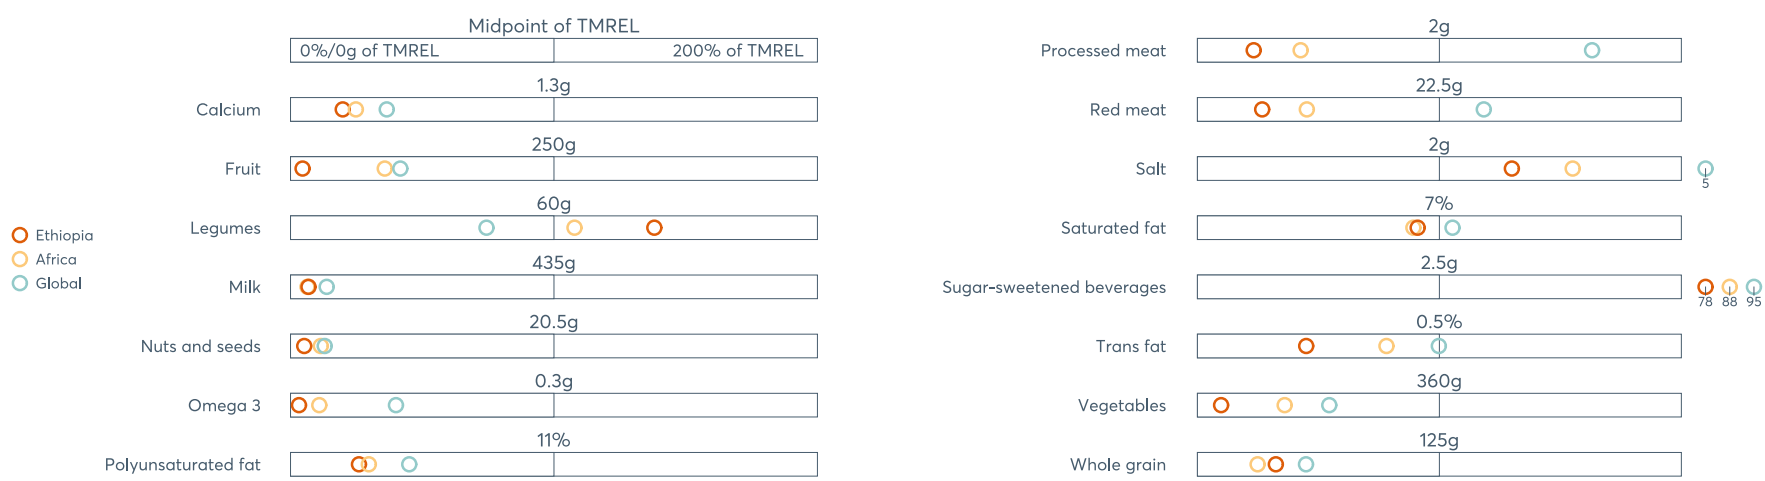 Midpoint of TMREL
0%/0g of TMREL 200% of TMREL
Calcium
1.3g
Fruit
250g
Legumes
60g
Milk
435g
Nuts and seeds
20.5g
Omega 3
0.3g
Polyunsaturated fat
11%
Ethiopia
Africa
Global
Processed meat
2g
Red meat
22.5g
Salt
2g
5
Saturated fat
7%
Sugar-sweetened beverages
2.5g
78 88 95
Trans fat
0.5%
Vegetables
360g
Whole grain
125g